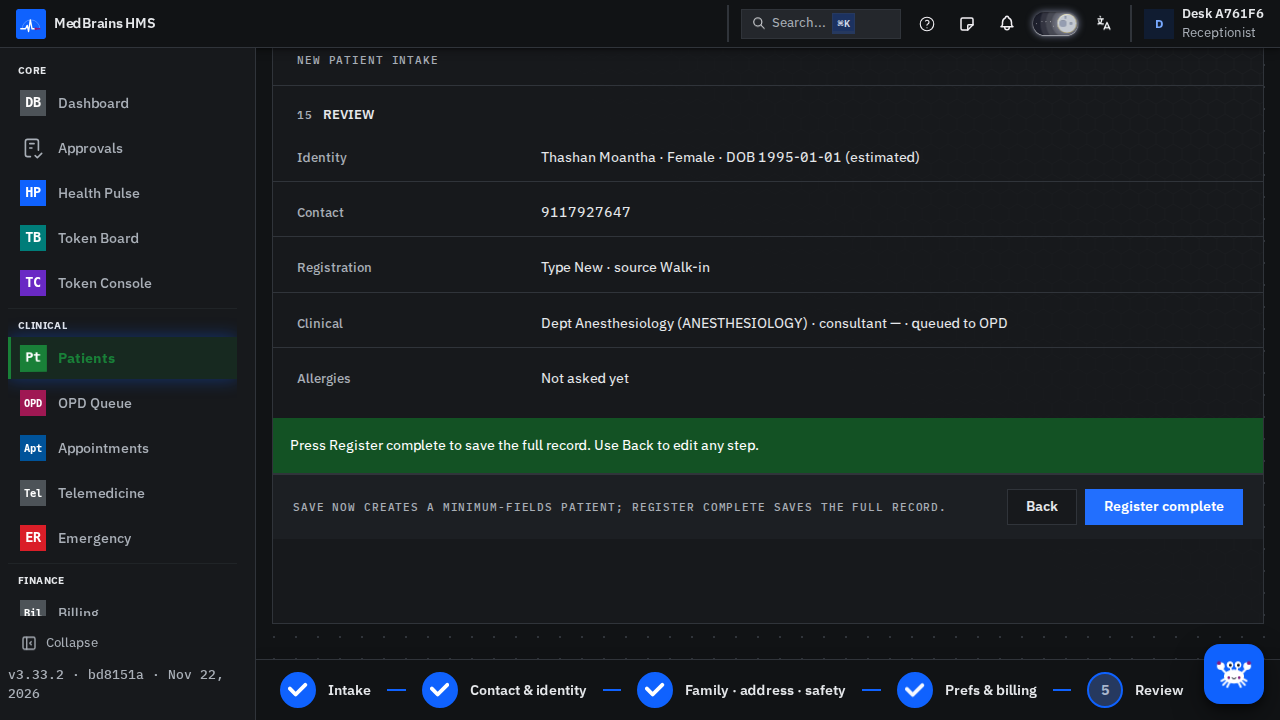 MedBrains HMS
Search... ⌘K
D
Desk A761F6
Receptionist
CORE
DB Dashboard
Approvals
HP Health Pulse
TB Token Board
TC Token Console
CLINICAL
Pt Patients
OPD OPD Queue
Apt Appointments
Tel Telemedicine
ER Emergency
FINANCE
Bil Billing
Collapse
v3.33.2 · bd8151a · Nov 22,
2026
NEW PATIENT INTAKE
15 REVIEW
Identity Thashan Moantha · Female · DOB 1995-01-01 (estimated)
Contact 9117927647
Registration Type New · source Walk-in
Clinical Dept Anesthesiology (ANESTHESIOLOGY) · consultant — · queued to OPD
Allergies Not asked yet
Press Register complete to save the full record. Use Back to edit any step.
SAVE NOW CREATES A MINIMUM-FIELDS PATIENT; REGISTER COMPLETE SAVES THE FULL RECORD.
Back
Register complete
Intake
Contact & identity
Family · address · safety
Prefs & billing
5 Review